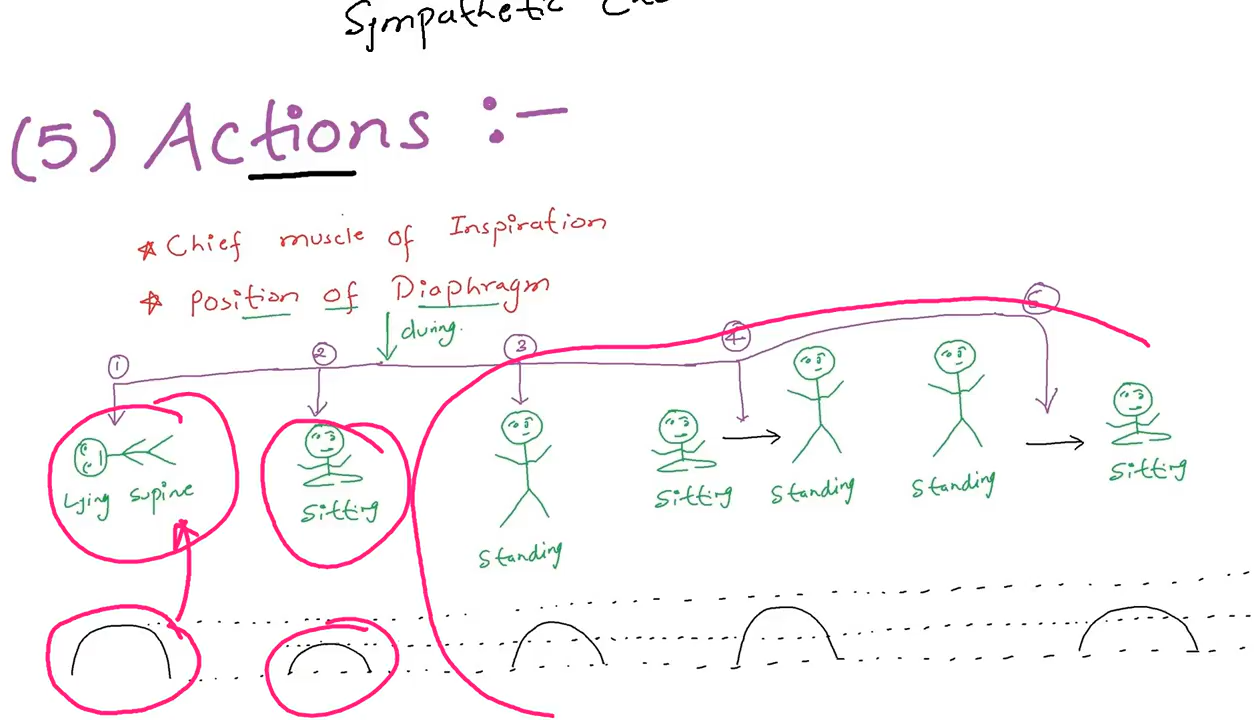 Sympathetic
(5) Actions :-
☆ Chief muscle of Inspiration
☆ Position of Diaphragm
during.
1 2 3 4 5
Lying Supine
Sitting
Standing
Sitting → Standing
Standing → Sitting